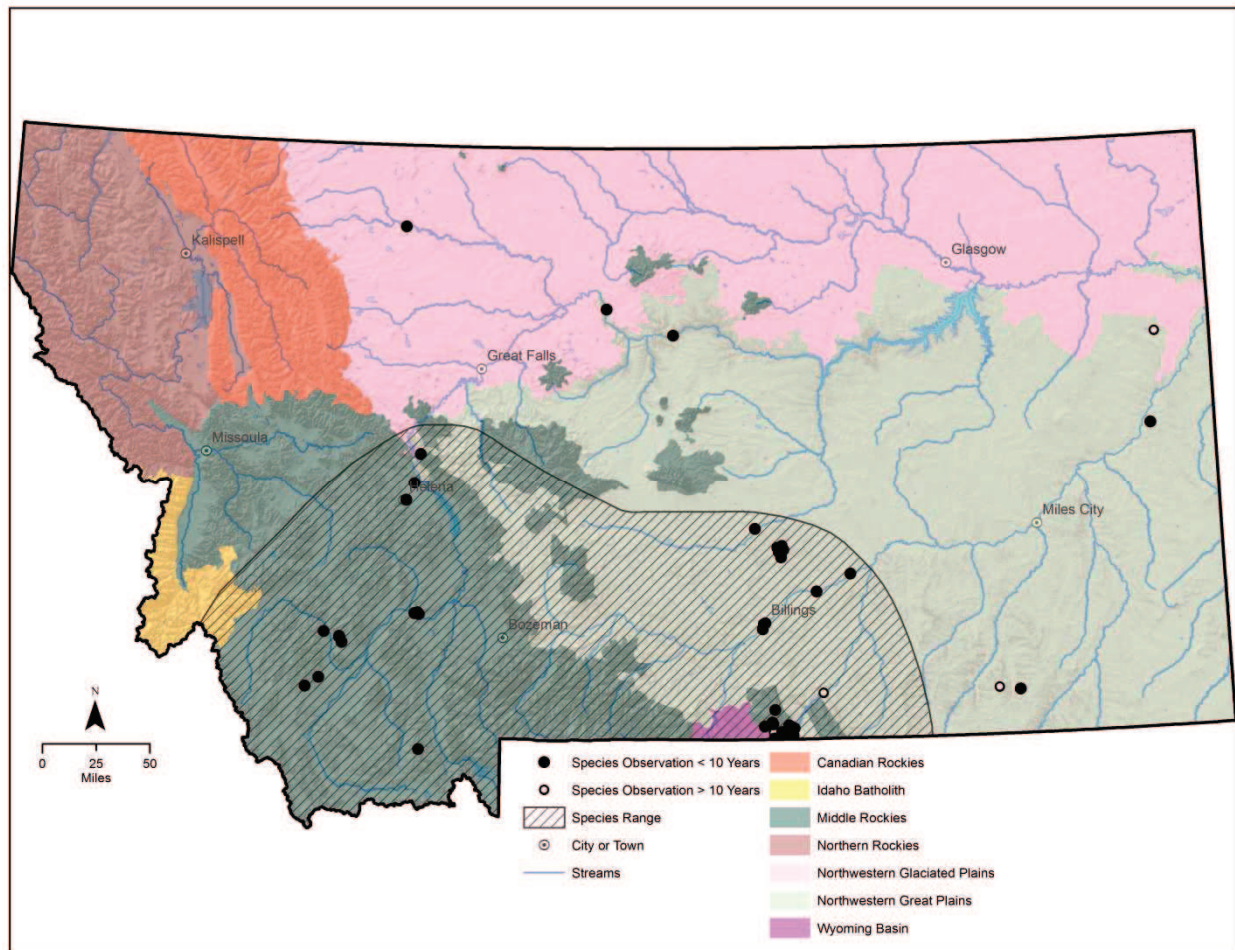 Kalispell
Glasgow
Great Falls
Missoula
Helena
Miles City
Billings
Bozeman
N
0 25 50
Miles
Species Observation < 10 Years
Species Observation > 10 Years
Species Range
City or Town
Streams
Canadian Rockies
Idaho Batholith
Middle Rockies
Northern Rockies
Northwestern Glaciated Plains
Northwestern Great Plains
Wyoming Basin